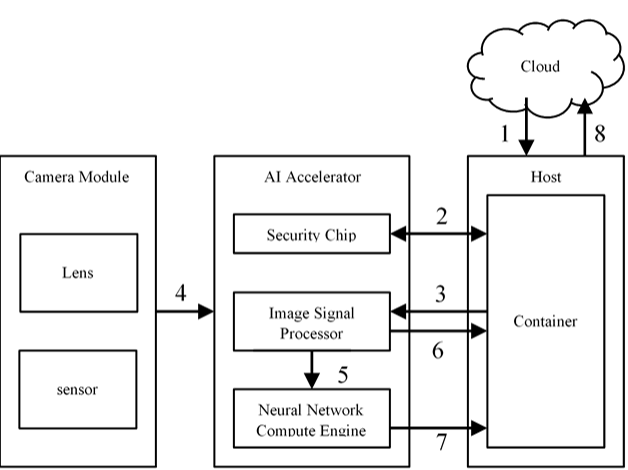 Cloud
1
8
Camera Module
AI Accelerator
Host
Security Chip
2
Lens
4
3
Image Signal
Processor
Container
6
5
sensor
Neural Network
Compute Engine
7